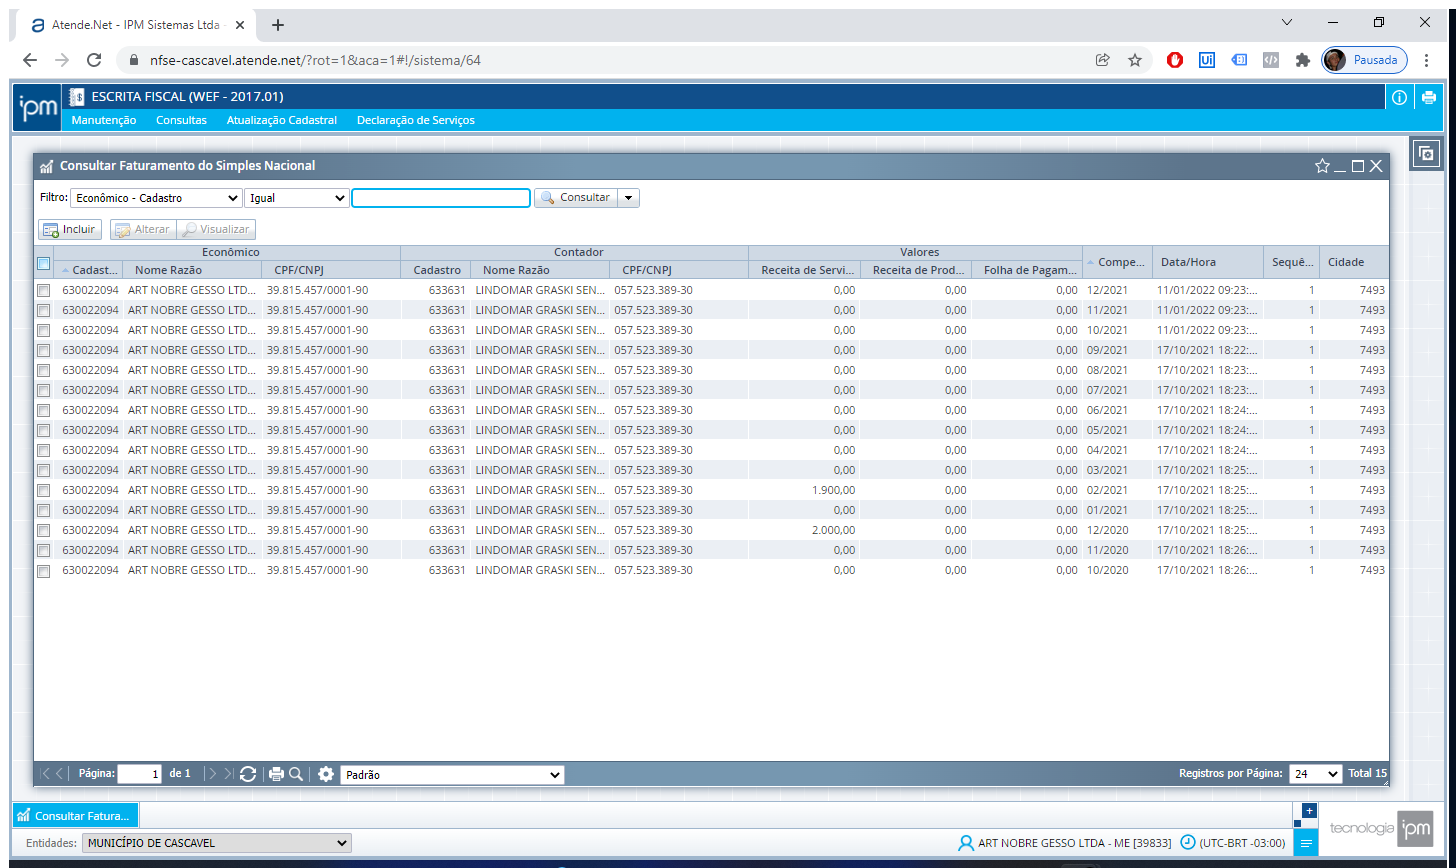 Atende.Net - IPM Sistemas Ltda
nfse-cascavel.atende.net/?rot=1&aca=1#!/sistema/64
Pausada
ipm
ESCRITA FISCAL (WEF - 2017.01)
Manutenção Consultas Atualização Cadastral Declaração de Serviços
Consultar Faturamento do Simples Nacional
Filtro: Econômico - Cadastro Igual Consultar
Incluir Alterar Visualizar
Econômico Contador Valores
Cadast... Nome Razão CPF/CNPJ Cadastro Nome Razão CPF/CNPJ Receita de Servi... Receita de Prod... Folha de Pagam... Compe... Data/Hora Sequê... Cidade
630022094 ART NOBRE GESSO LTD... 39.815.457/0001-90 633631 LINDOMAR GRASKI SEN... 057.523.389-30 0,00 0,00 0,00 12/2021 11/01/2022 09:23:... 1 7493
630022094 ART NOBRE GESSO LTD... 39.815.457/0001-90 633631 LINDOMAR GRASKI SEN... 057.523.389-30 0,00 0,00 0,00 11/2021 11/01/2022 09:23:... 1 7493
630022094 ART NOBRE GESSO LTD... 39.815.457/0001-90 633631 LINDOMAR GRASKI SEN... 057.523.389-30 0,00 0,00 0,00 10/2021 11/01/2022 09:23:... 1 7493
630022094 ART NOBRE GESSO LTD... 39.815.457/0001-90 633631 LINDOMAR GRASKI SEN... 057.523.389-30 0,00 0,00 0,00 09/2021 17/10/2021 18:22:... 1 7493
630022094 ART NOBRE GESSO LTD... 39.815.457/0001-90 633631 LINDOMAR GRASKI SEN... 057.523.389-30 0,00 0,00 0,00 08/2021 17/10/2021 18:23:... 1 7493
630022094 ART NOBRE GESSO LTD... 39.815.457/0001-90 633631 LINDOMAR GRASKI SEN... 057.523.389-30 0,00 0,00 0,00 07/2021 17/10/2021 18:23:... 1 7493
630022094 ART NOBRE GESSO LTD... 39.815.457/0001-90 633631 LINDOMAR GRASKI SEN... 057.523.389-30 0,00 0,00 0,00 06/2021 17/10/2021 18:24:... 1 7493
630022094 ART NOBRE GESSO LTD... 39.815.457/0001-90 633631 LINDOMAR GRASKI SEN... 057.523.389-30 0,00 0,00 0,00 05/2021 17/10/2021 18:24:... 1 7493
630022094 ART NOBRE GESSO LTD... 39.815.457/0001-90 633631 LINDOMAR GRASKI SEN... 057.523.389-30 0,00 0,00 0,00 04/2021 17/10/2021 18:24:... 1 7493
630022094 ART NOBRE GESSO LTD... 39.815.457/0001-90 633631 LINDOMAR GRASKI SEN... 057.523.389-30 0,00 0,00 0,00 03/2021 17/10/2021 18:25:... 1 7493
630022094 ART NOBRE GESSO LTD... 39.815.457/0001-90 633631 LINDOMAR GRASKI SEN... 057.523.389-30 1.900,00 0,00 0,00 02/2021 17/10/2021 18:25:... 1 7493
630022094 ART NOBRE GESSO LTD... 39.815.457/0001-90 633631 LINDOMAR GRASKI SEN... 057.523.389-30 0,00 0,00 0,00 01/2021 17/10/2021 18:25:... 1 7493
630022094 ART NOBRE GESSO LTD... 39.815.457/0001-90 633631 LINDOMAR GRASKI SEN... 057.523.389-30 2.000,00 0,00 0,00 12/2020 17/10/2021 18:25:... 1 7493
630022094 ART NOBRE GESSO LTD... 39.815.457/0001-90 633631 LINDOMAR GRASKI SEN... 057.523.389-30 0,00 0,00 0,00 11/2020 17/10/2021 18:26:... 1 7493
630022094 ART NOBRE GESSO LTD... 39.815.457/0001-90 633631 LINDOMAR GRASKI SEN... 057.523.389-30 0,00 0,00 0,00 10/2020 17/10/2021 18:26:... 1 7493
Página: 1 de 1 Padrão Registros por Página: 24 Total 15
Consultar Fatura...
tecnologia ipm
Entidades: MUNICÍPIO DE CASCAVEL ART NOBRE GESSO LTDA - ME [39833] (UTC-BRT -03:00)